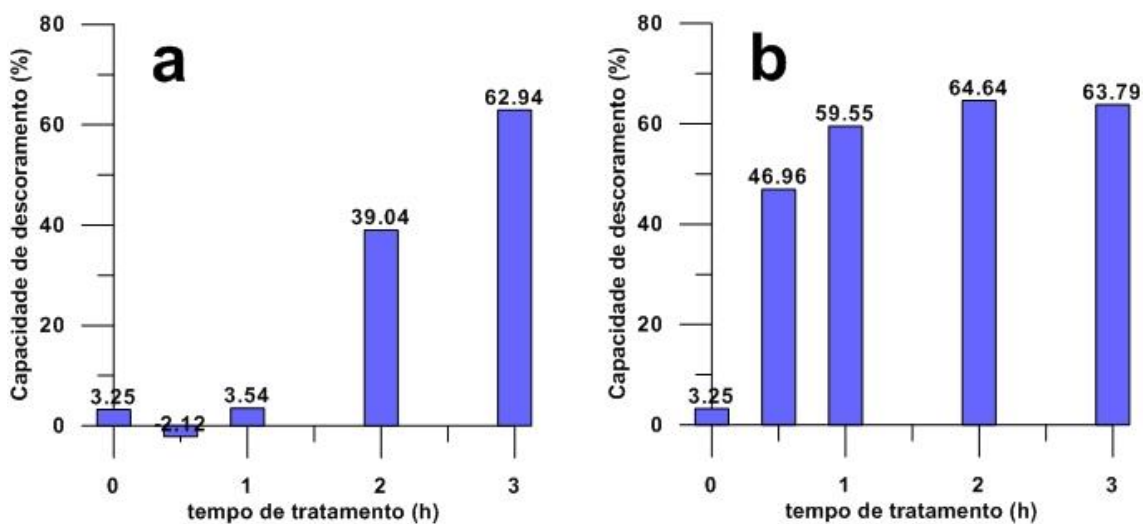 a
Capacidade de descoramento (%)
80
60
40
20
0
3.25
-2.12
3.54
39.04
62.94
0 1 2 3
tempo de tratamento (h)
b
Capacidade de descoramento (%)
80
60
40
20
0
3.25
46.96
59.55
64.64
63.79
0 1 2 3
tempo de tratamento (h)